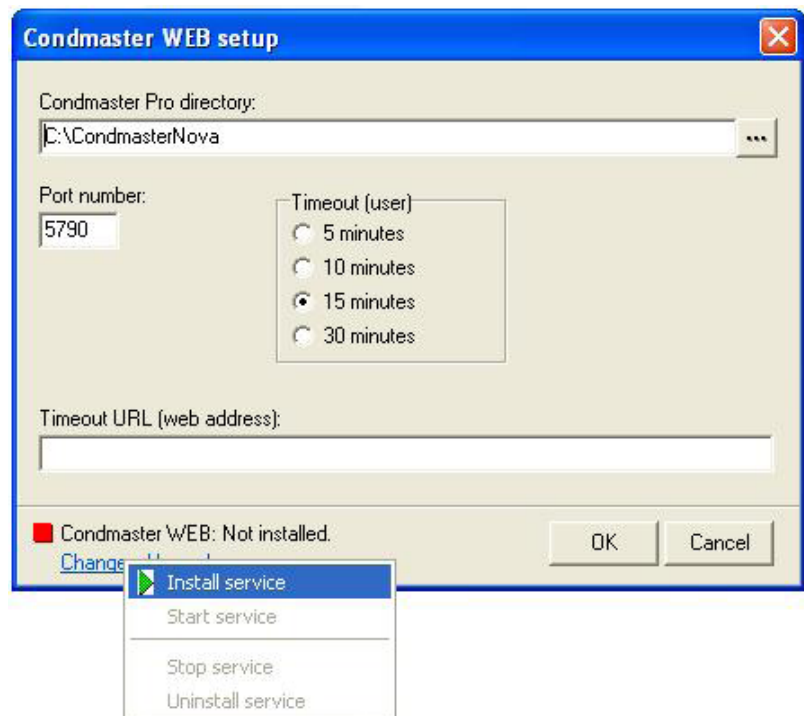 Condmaster WEB setup
Condmaster Pro directory:
C:\CondmasterNova
...
Port number:
5790
Timeout (user)
5 minutes
10 minutes
15 minutes
30 minutes
Timeout URL (web address):
Condmaster WEB: Not installed.
OK
Cancel
Change
Install service
Start service
Stop service
Uninstall service